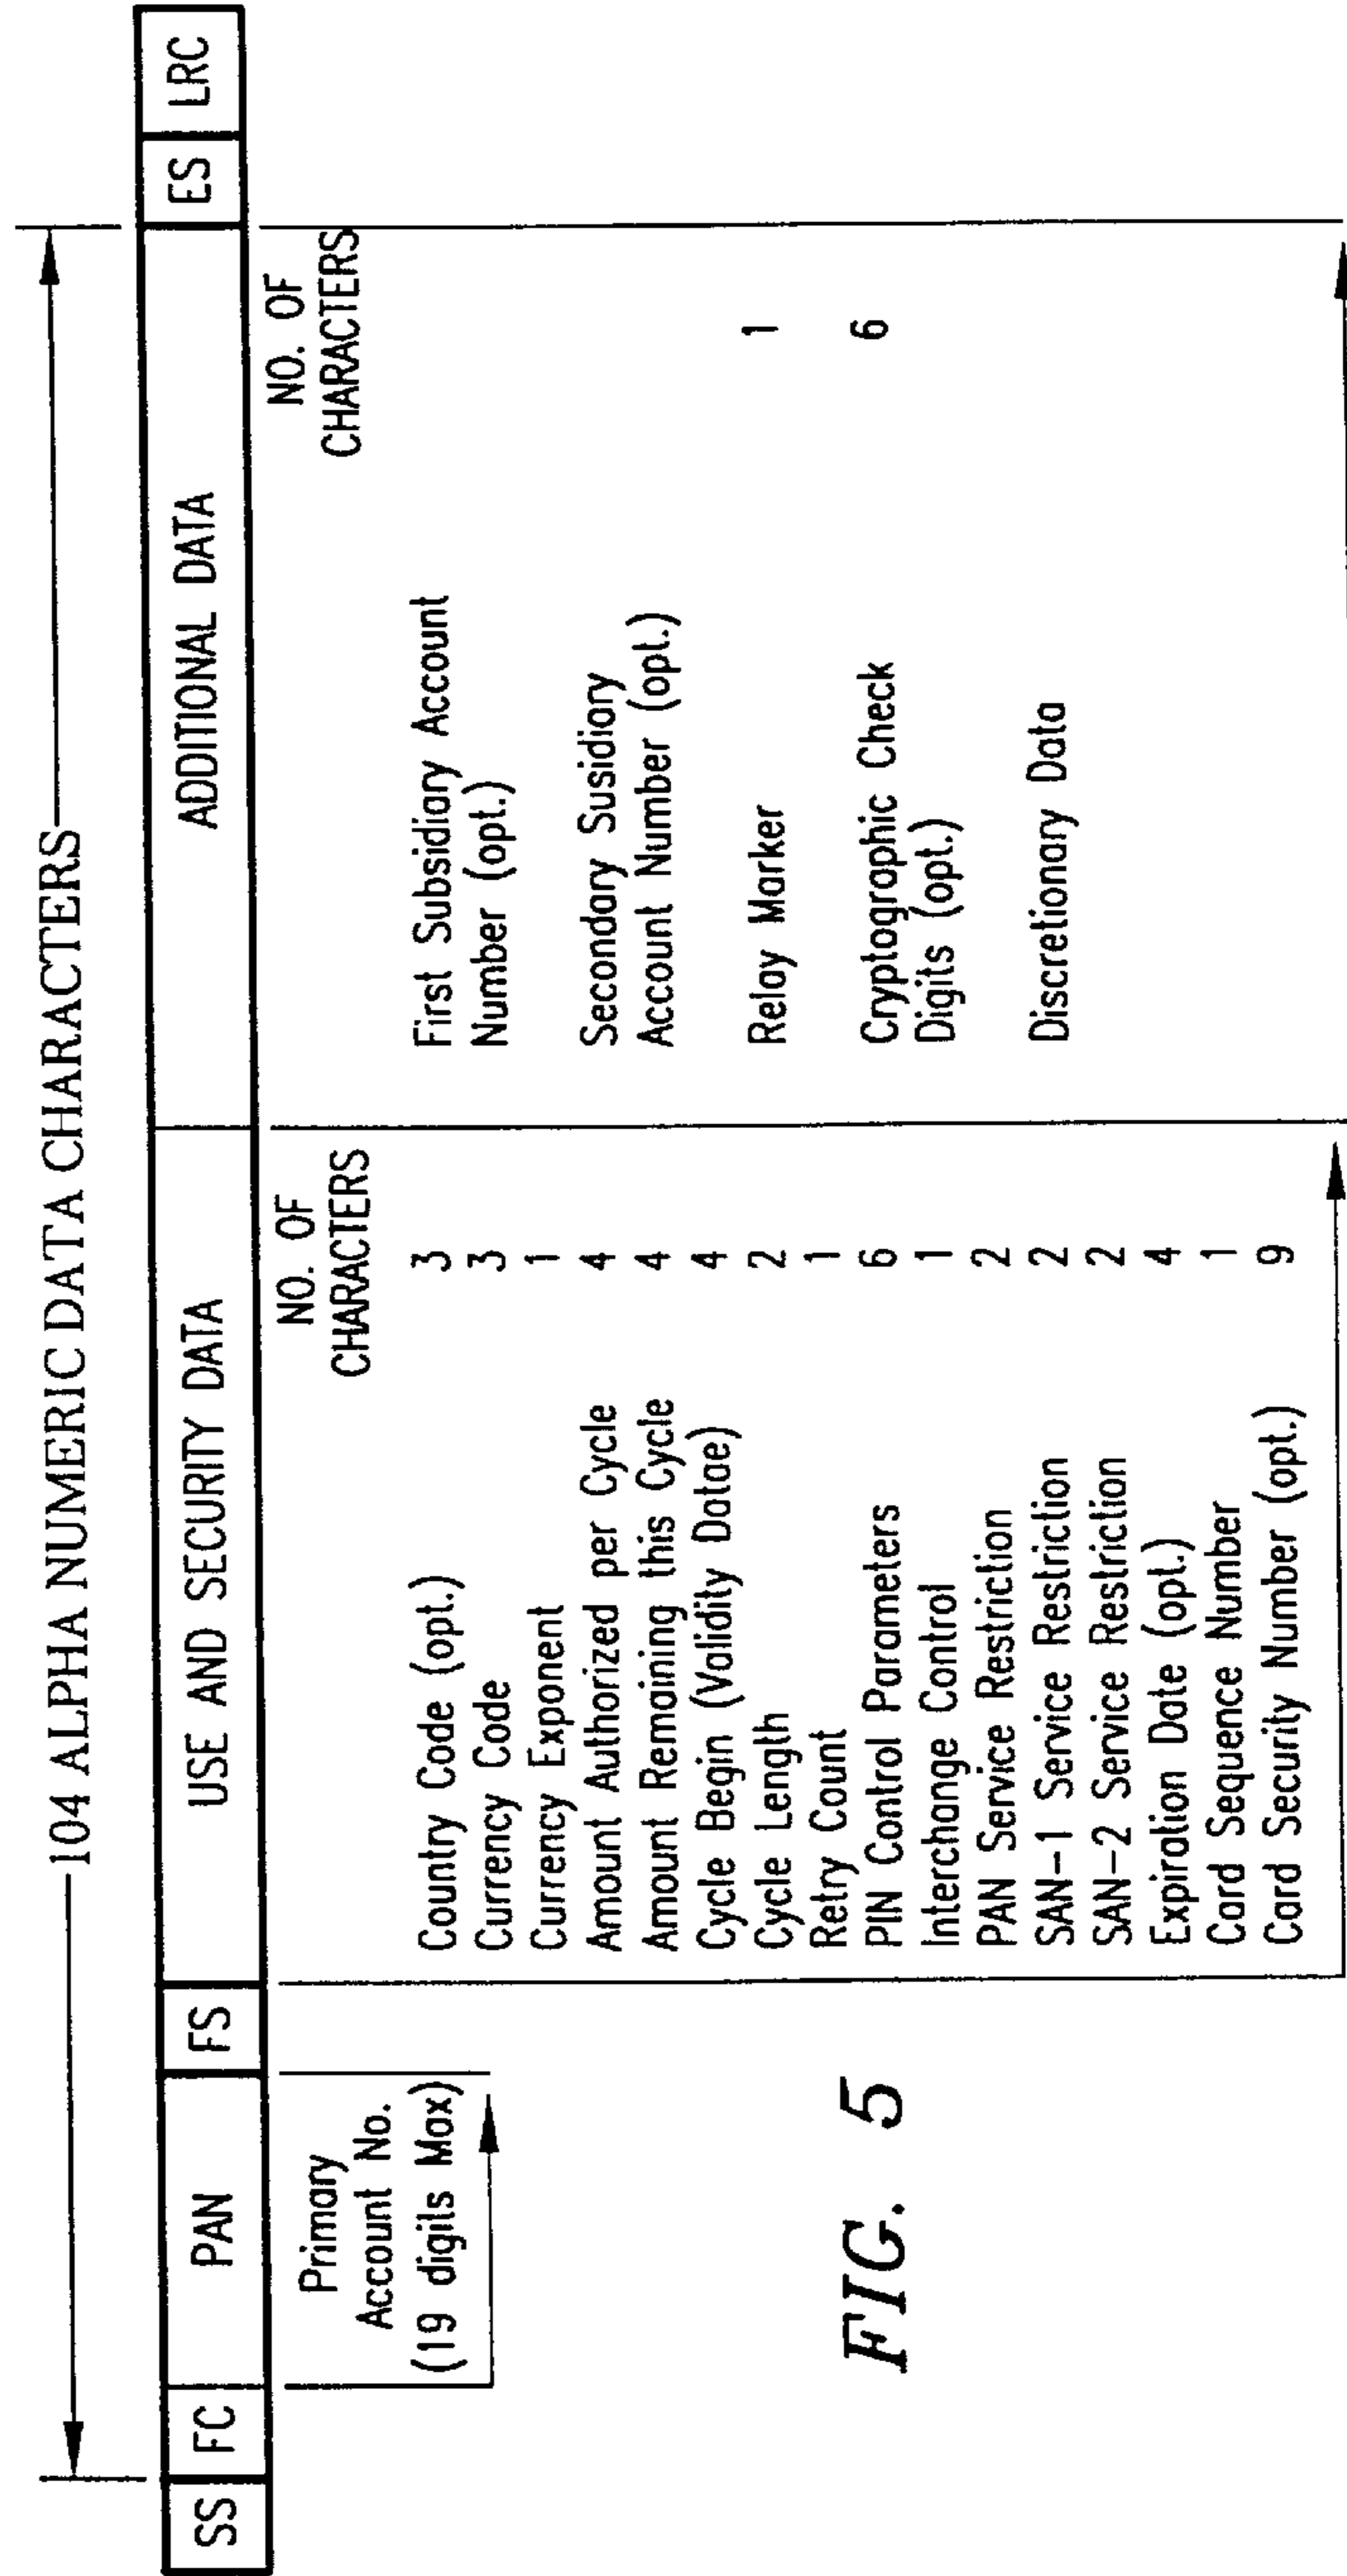 104 ALPHA NUMERIC DATA CHARACTERS
SS FC PAN FS USE AND SECURITY DATA ADDITIONAL DATA ES LRC
Primary
Account No.
(19 digits Max)
NO. OF
CHARACTERS
Country Code (opt.) 3
Currency Code 3
Currency Exponent 1
Amount Authorized per Cycle 4
Amount Remaining this Cycle 4
Cycle Begin (Validity Datae) 4
Cycle Length 2
Retry Count 1
PIN Control Parameters 6
Interchange Control 1
PAN Service Restriction 2
SAN-1 Service Restriction 2
SAN-2 Service Restriction 2
Expiration Date (opt.) 4
Card Sequence Number 1
Card Security Number (opt.) 9
NO. OF
CHARACTERS
First Subsidiary Account
Number (opt.)
Secondary Susidiary
Account Number (opt.)
Relay Marker 1
Cryptographic Check 6
Digits (opt.)
Discretionary Data
FIG. 5